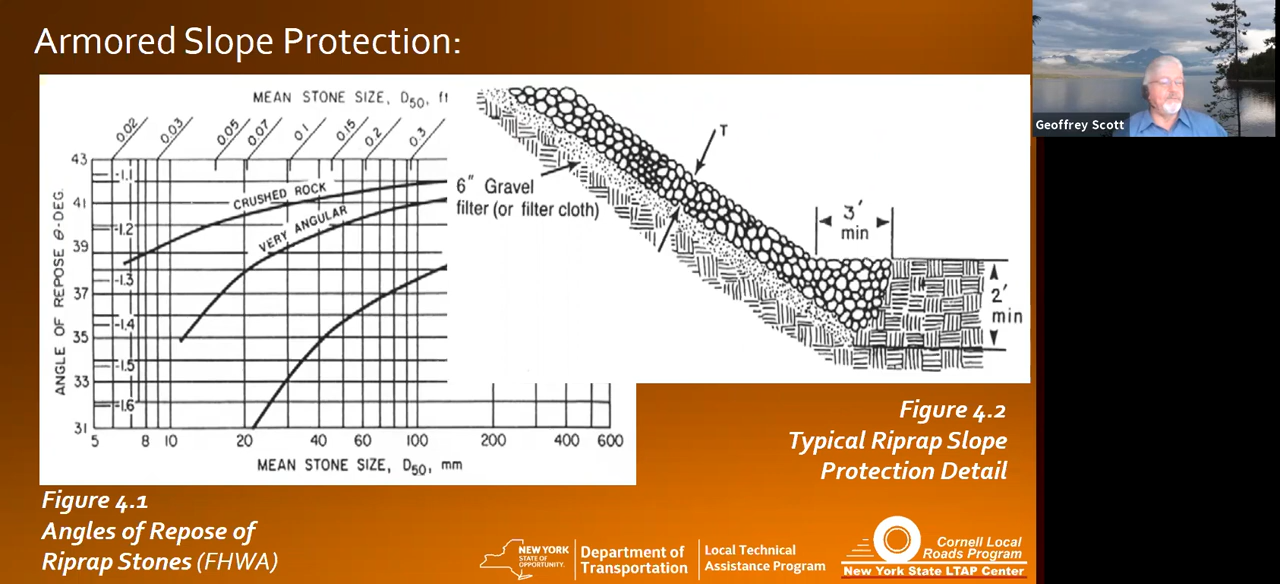 Armored Slope Protection:
Geoffrey Scott
MEAN STONE SIZE, D50, f
0.02 0.03 0.05 0.07 0.1 0.15 0.2 0.3
ANGLE OF REPOSE θ-DEG.
43
41
39
37
35
33
31
1.1
1.2
1.3
1.4
1.5
1.6
CRUSHED ROCK
VERY ANGULAR
5 8 10 20 40 60 100 200 400 600
MEAN STONE SIZE, D50, mm
T
6" Gravel
filter (or filter cloth)
3'
min
2'
min
Figure 4.2
Typical Riprap Slope
Protection Detail
Figure 4.1
Angles of Repose of
Riprap Stones (FHWA)
NEW YORK
STATE OF
OPPORTUNITY.
Department of
Transportation
Local Technical
Assistance Program
Cornell Local
Roads Program
New York State LTAP Center